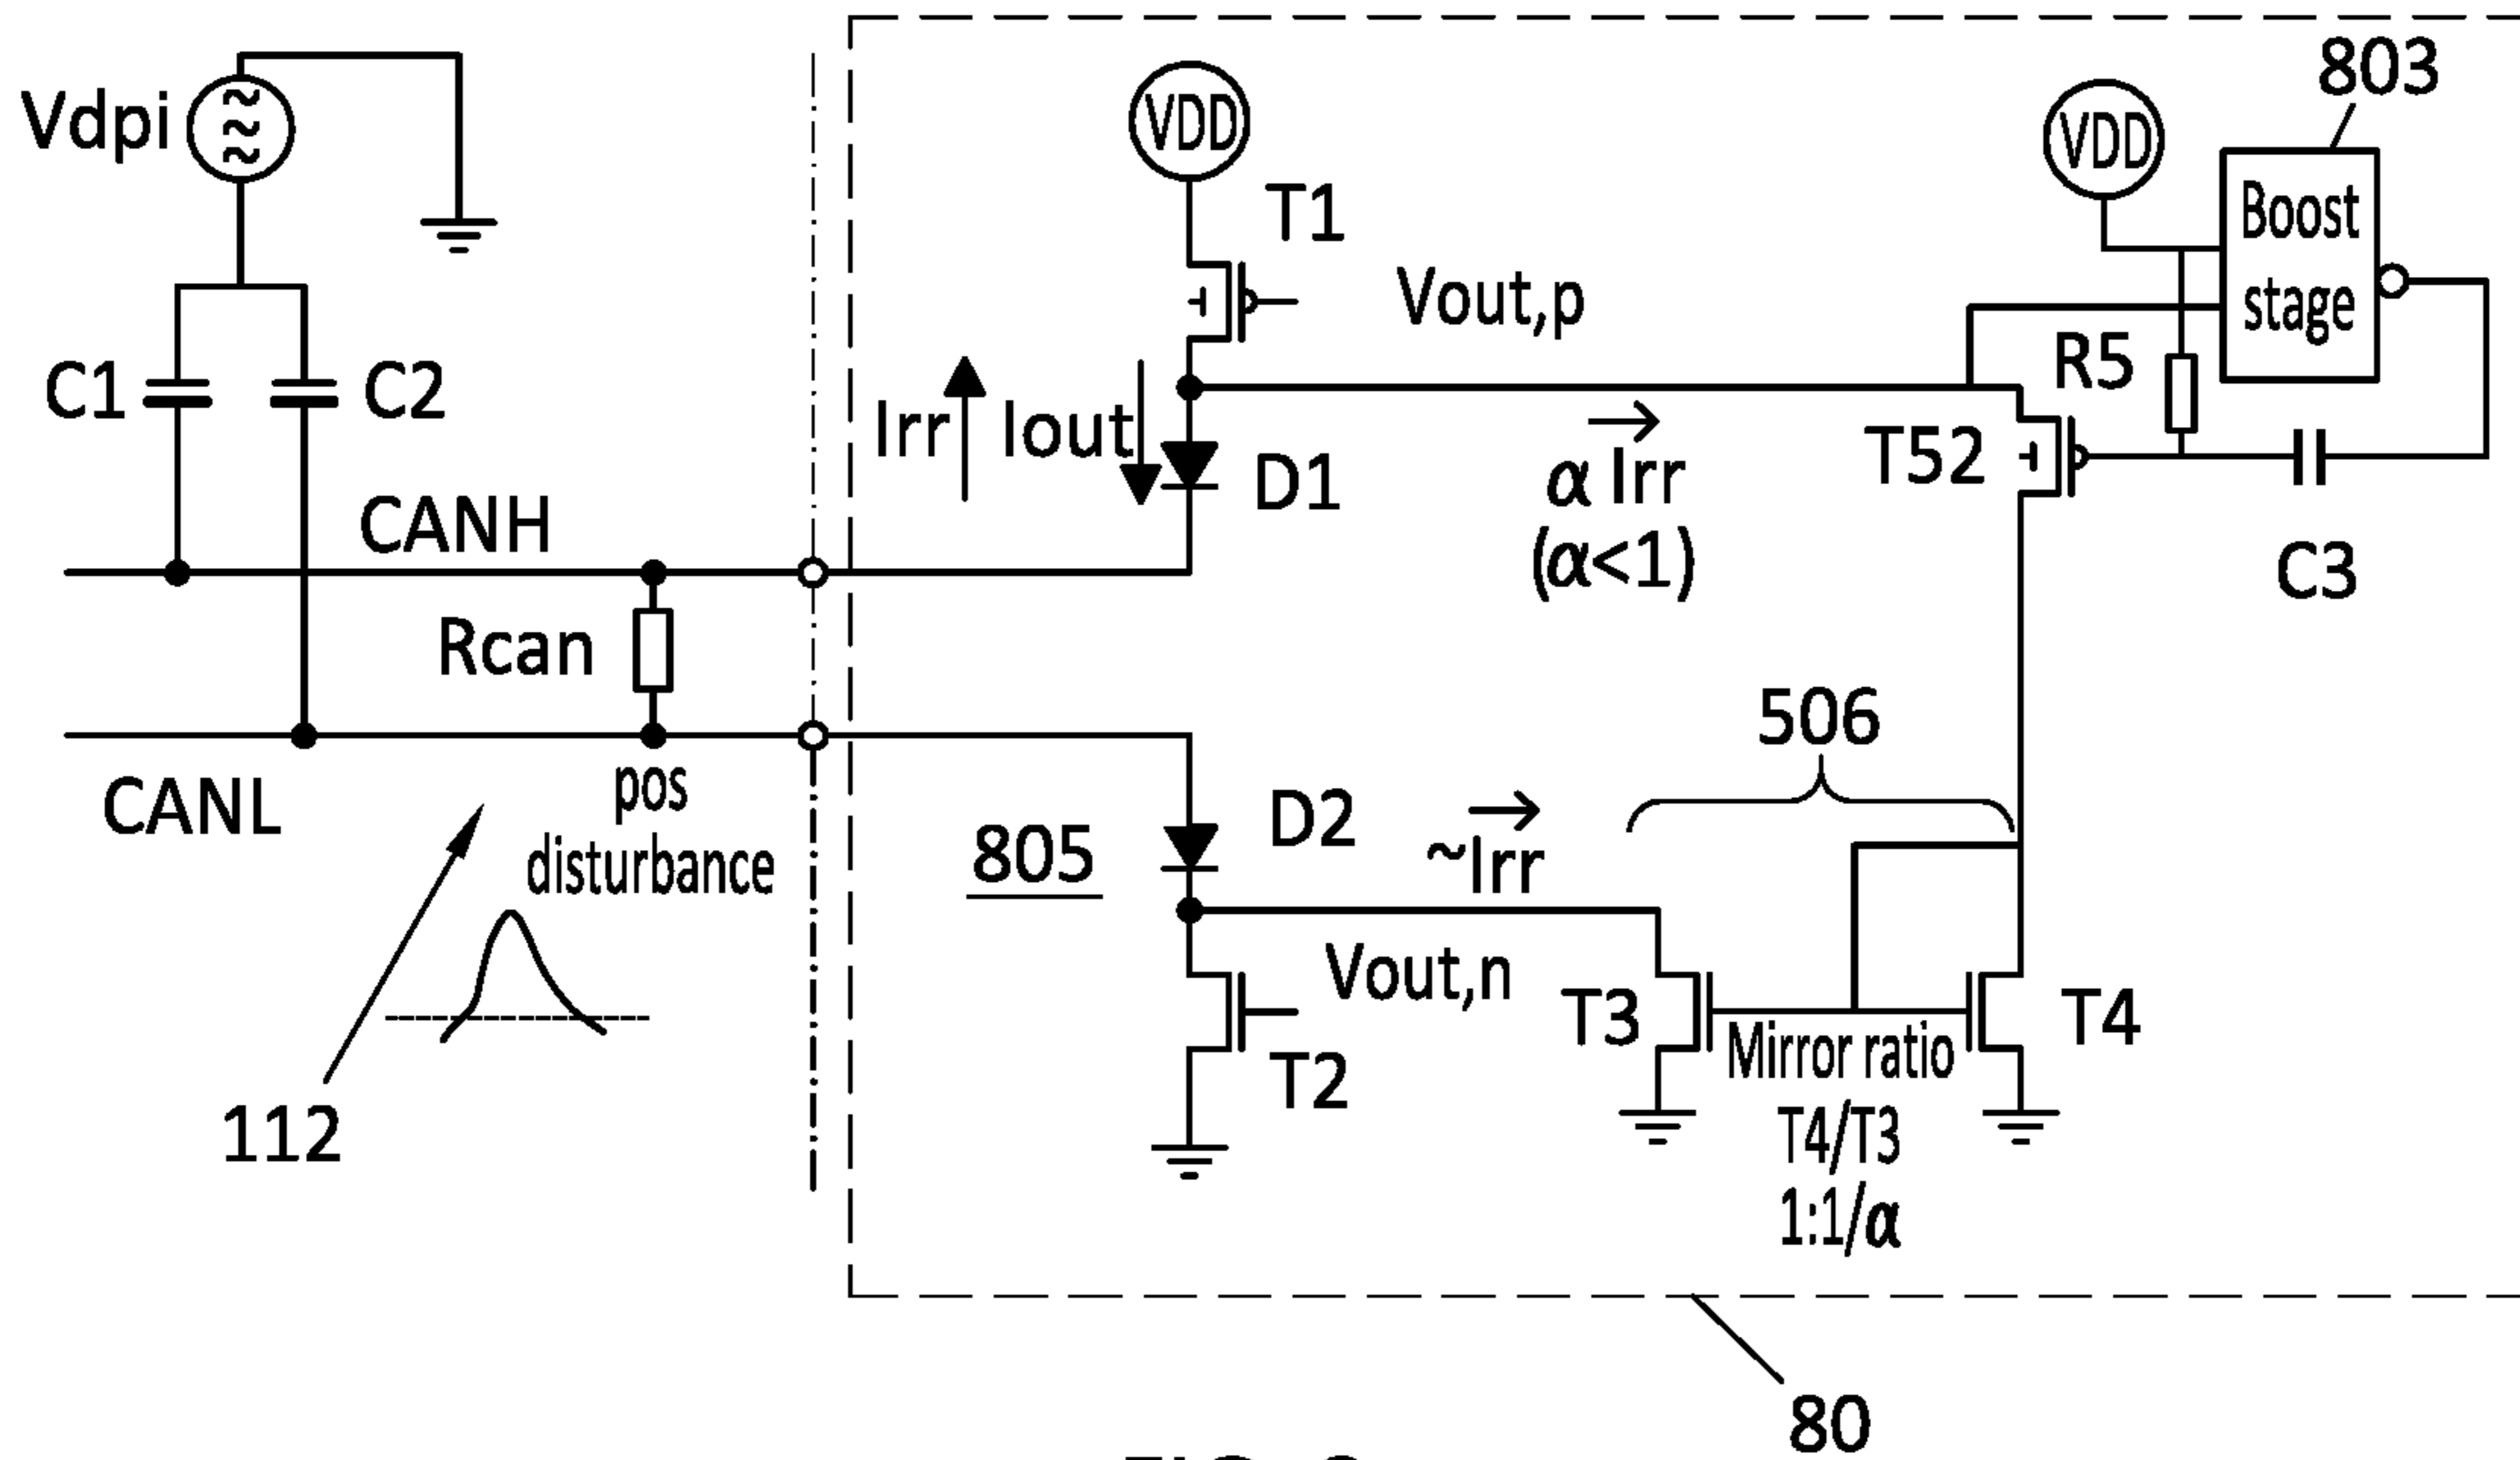 803
Vdpi
VDD
VDD
T1
Boost
stage
Vout,p
R5
C1
C2
Irr
Iout
D1
T52
α Irr
(α<1)
CANH
C3
Rcan
506
pos
disturbance
CANL
D2
805
~Irr
Vout,n
T3
T4
Mirror ratio
T4/T3
1:1/α
T2
112
80